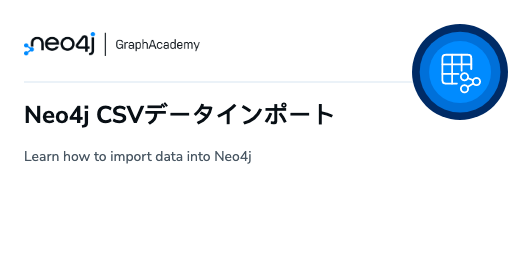 neo4j | GraphAcademy
Neo4j CSVデータインポート
Learn how to import data into Neo4j